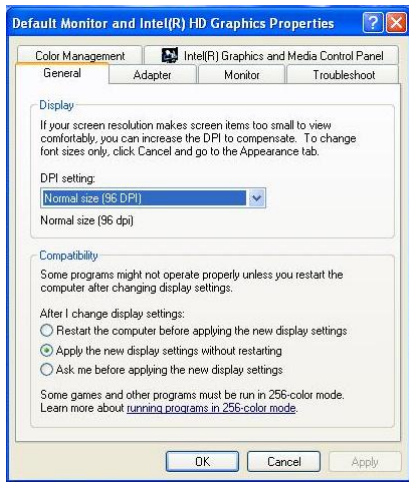 Default Monitor and Intel(R) HD Graphics Properties
Color Management
Intel(R) Graphics and Media Control Panel
General
Adapter
Monitor
Troubleshoot
Display
If your screen resolution makes screen items too small to view
comfortably, you can increase the DPI to compensate. To change
font sizes only, click Cancel and go to the Appearance tab.
DPI setting:
Normal size (96 DPI)
Normal size (96 dpi)
Compatibility
Some programs might not operate properly unless you restart the
computer after changing display settings.
After I change display settings:
Restart the computer before applying the new display settings
Apply the new display settings without restarting
Ask me before applying the new display settings
Some games and other programs must be run in 256-color mode.
Learn more about running programs in 256-color mode.
OK
Cancel
Apply